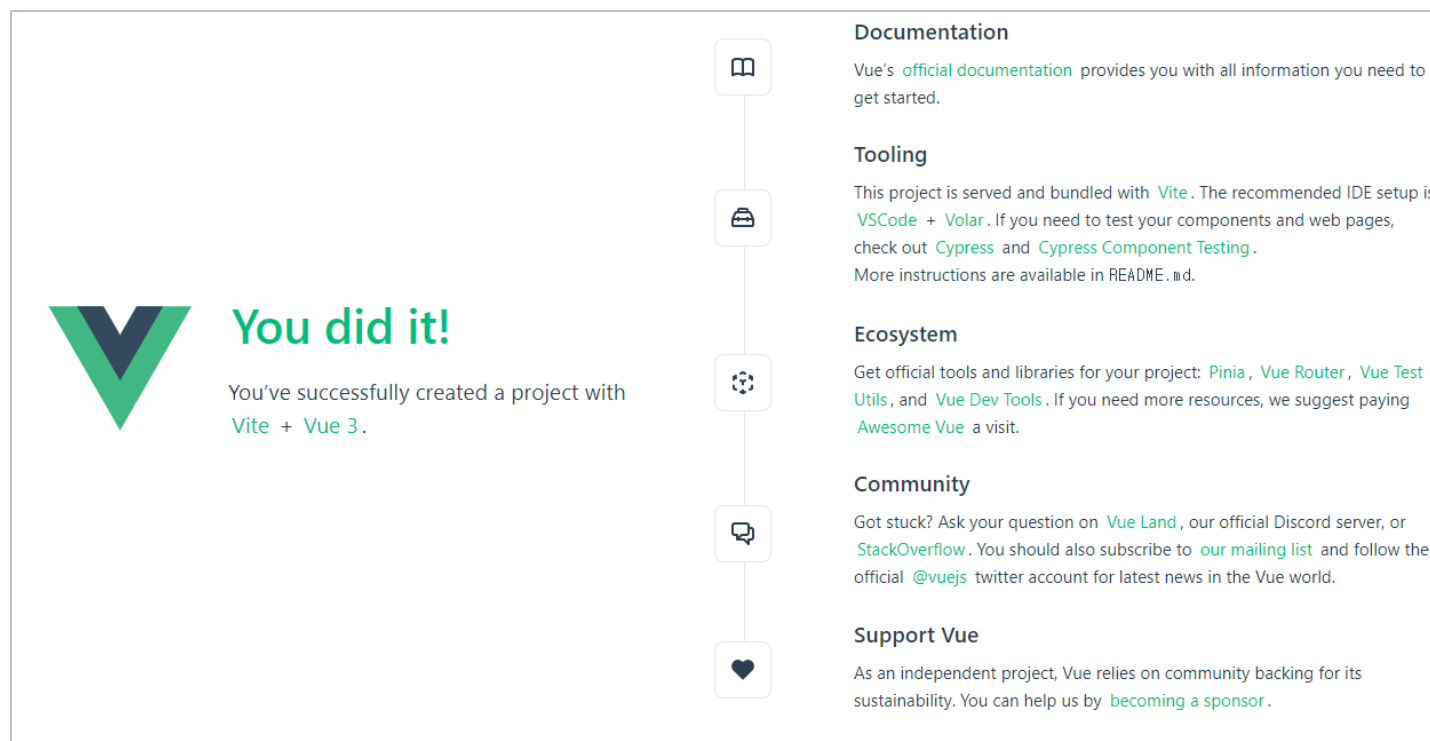 You did it!
You’ve successfully created a project with
Vite + Vue 3.
Documentation
Vue’s official documentation provides you with all information you need to
get started.
Tooling
This project is served and bundled with Vite. The recommended IDE setup is
VSCode + Volar. If you need to test your components and web pages,
check out Cypress and Cypress Component Testing.
More instructions are available in README.md.
Ecosystem
Get official tools and libraries for your project: Pinia, Vue Router, Vue Test
Utils, and Vue Dev Tools. If you need more resources, we suggest paying
Awesome Vue a visit.
Community
Got stuck? Ask your question on Vue Land, our official Discord server, or
StackOverflow. You should also subscribe to our mailing list and follow the
official @vuejs twitter account for latest news in the Vue world.
Support Vue
As an independent project, Vue relies on community backing for its
sustainability. You can help us by becoming a sponsor.